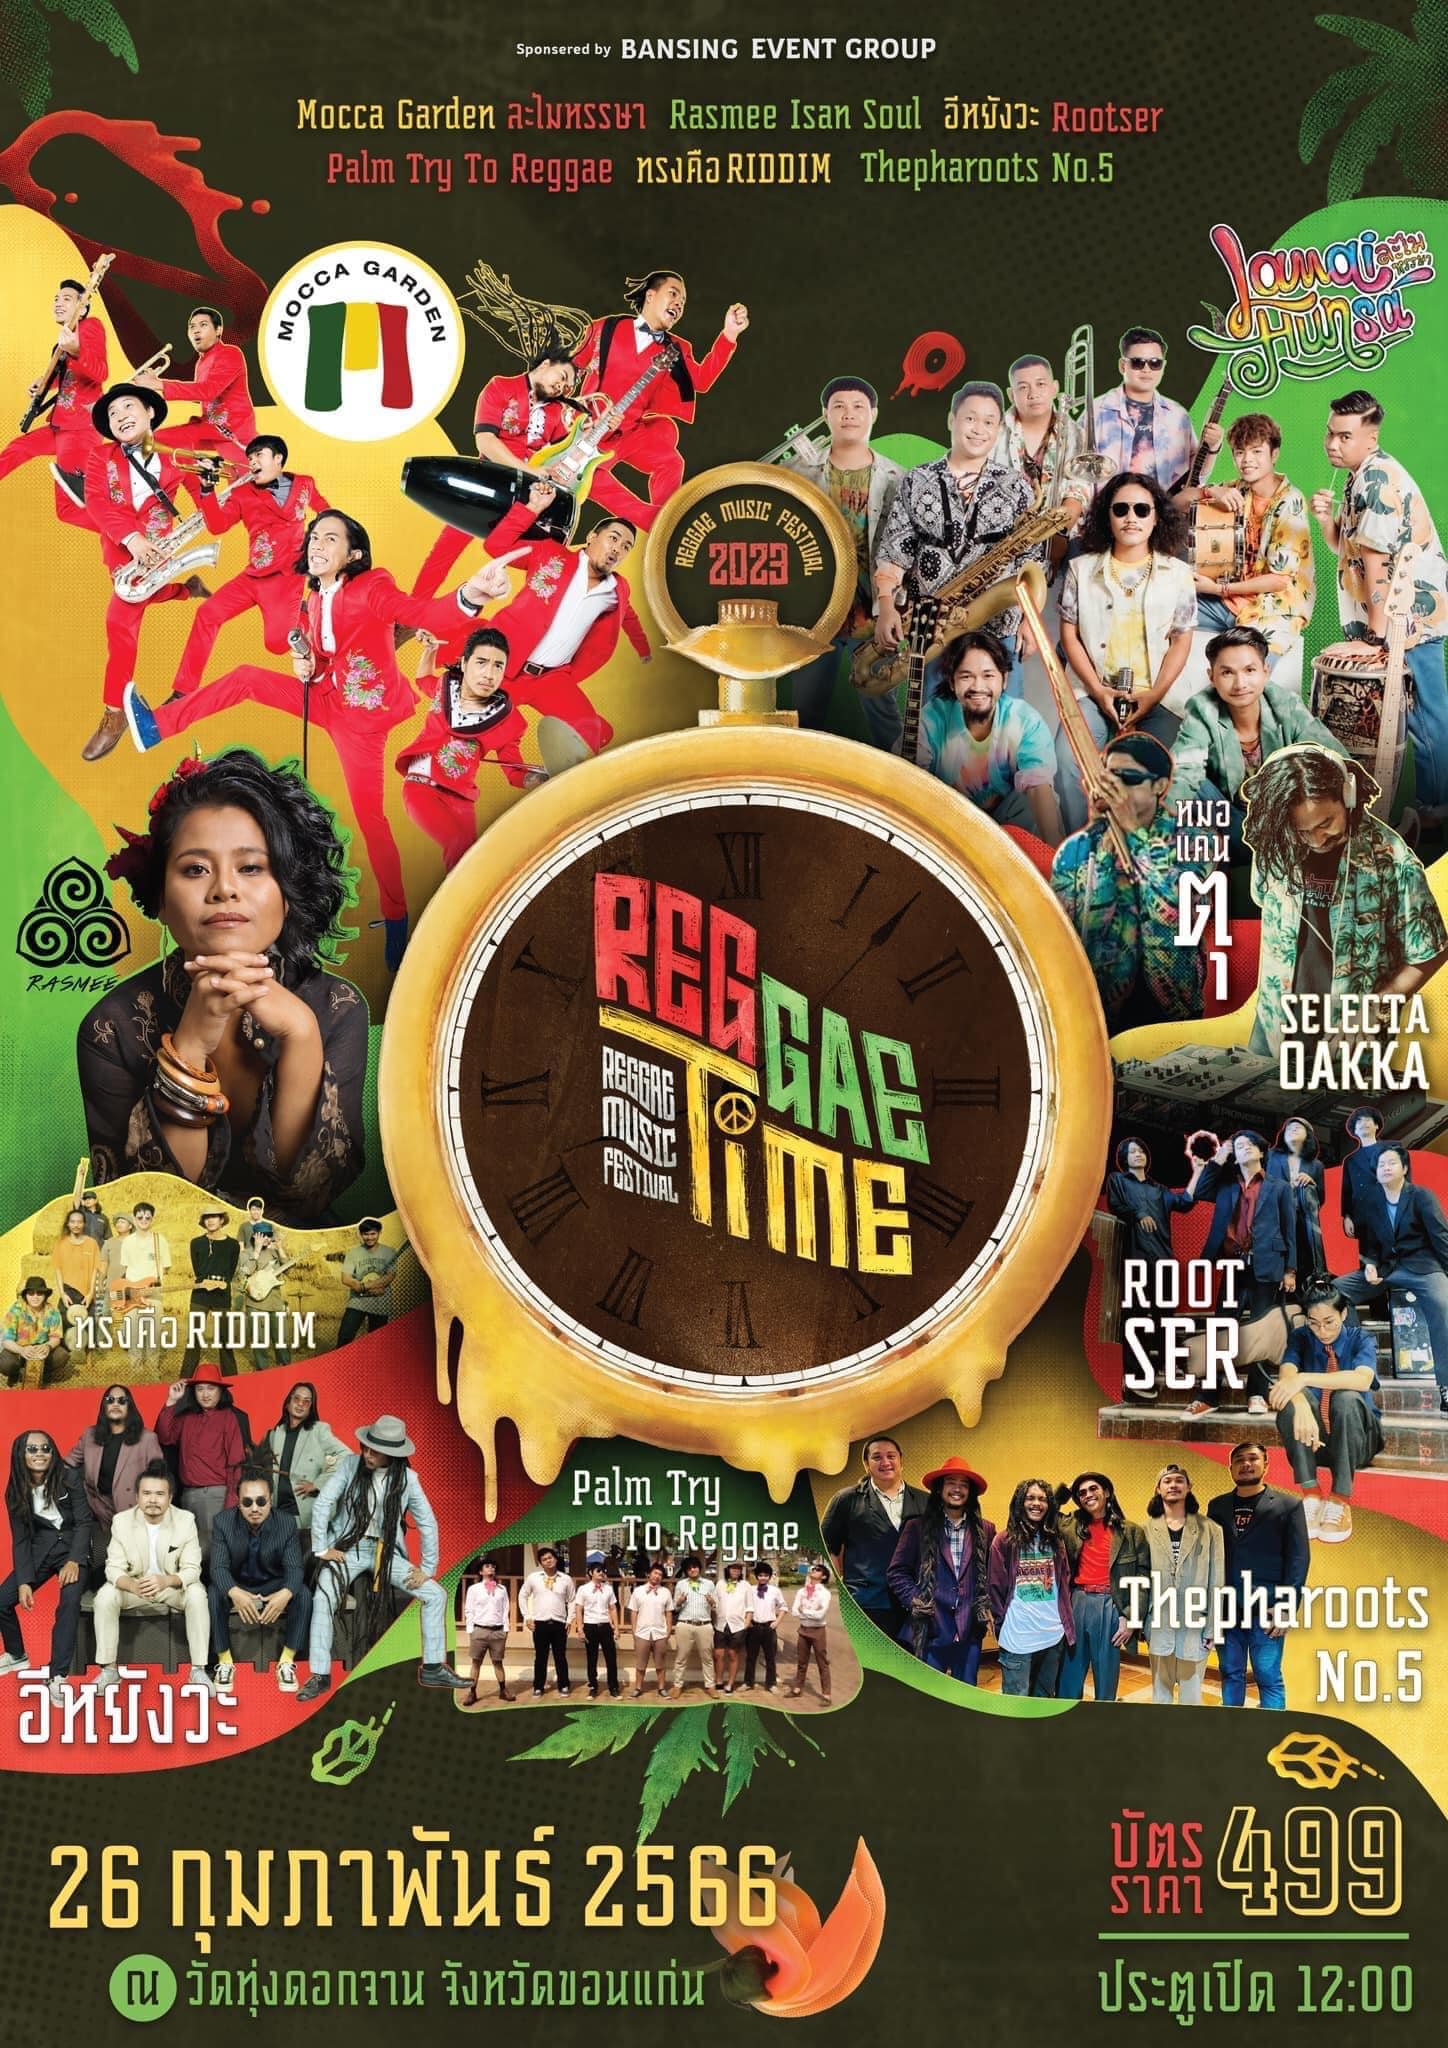 Sponsered by BANSING EVENT GROUP
Mocca Garden ละไมหรรษา Rasmee Isan Soul อีหยังวะ Rootser
Palm Try To Reggae ทรงคือ RIDDIM Thepharoots No.5
MOCCA GARDEN
Lamai ละไม
หรรษา
Hunsa
REGGAE MUSIC FESTIVAL
2023
หมอ
แคน
ตา
RASMEE
SELECTA
OAKKA
REGGAE
TIME
REGGAE
MUSIC
FESTIVAL
XII
I
II
III
ROOT
SER
ทรงคือ RIDDIM
Palm Try
To Reggae
REGGAE
Thepharoots
No.5
อีหยังวะ
26 กุมภาพันธ์ 2566
ณ วัดทุ่งดอกจาน จังหวัดขอนแก่น
บัตร
ราคา 499
ประตูเปิด 12:00